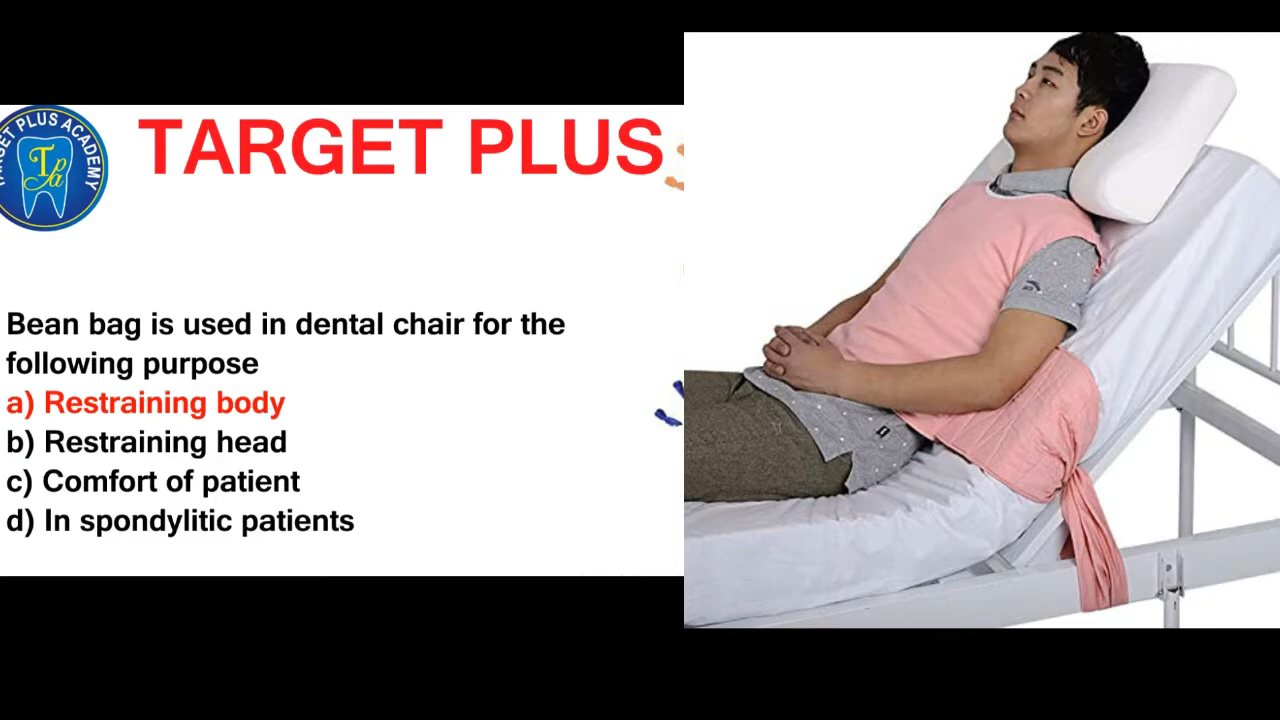 TARGET PLUS ACADEMY
TPa
TARGET PLUS
Bean bag is used in dental chair for the
following purpose
a) Restraining body
b) Restraining head
c) Comfort of patient
d) In spondylitic patients